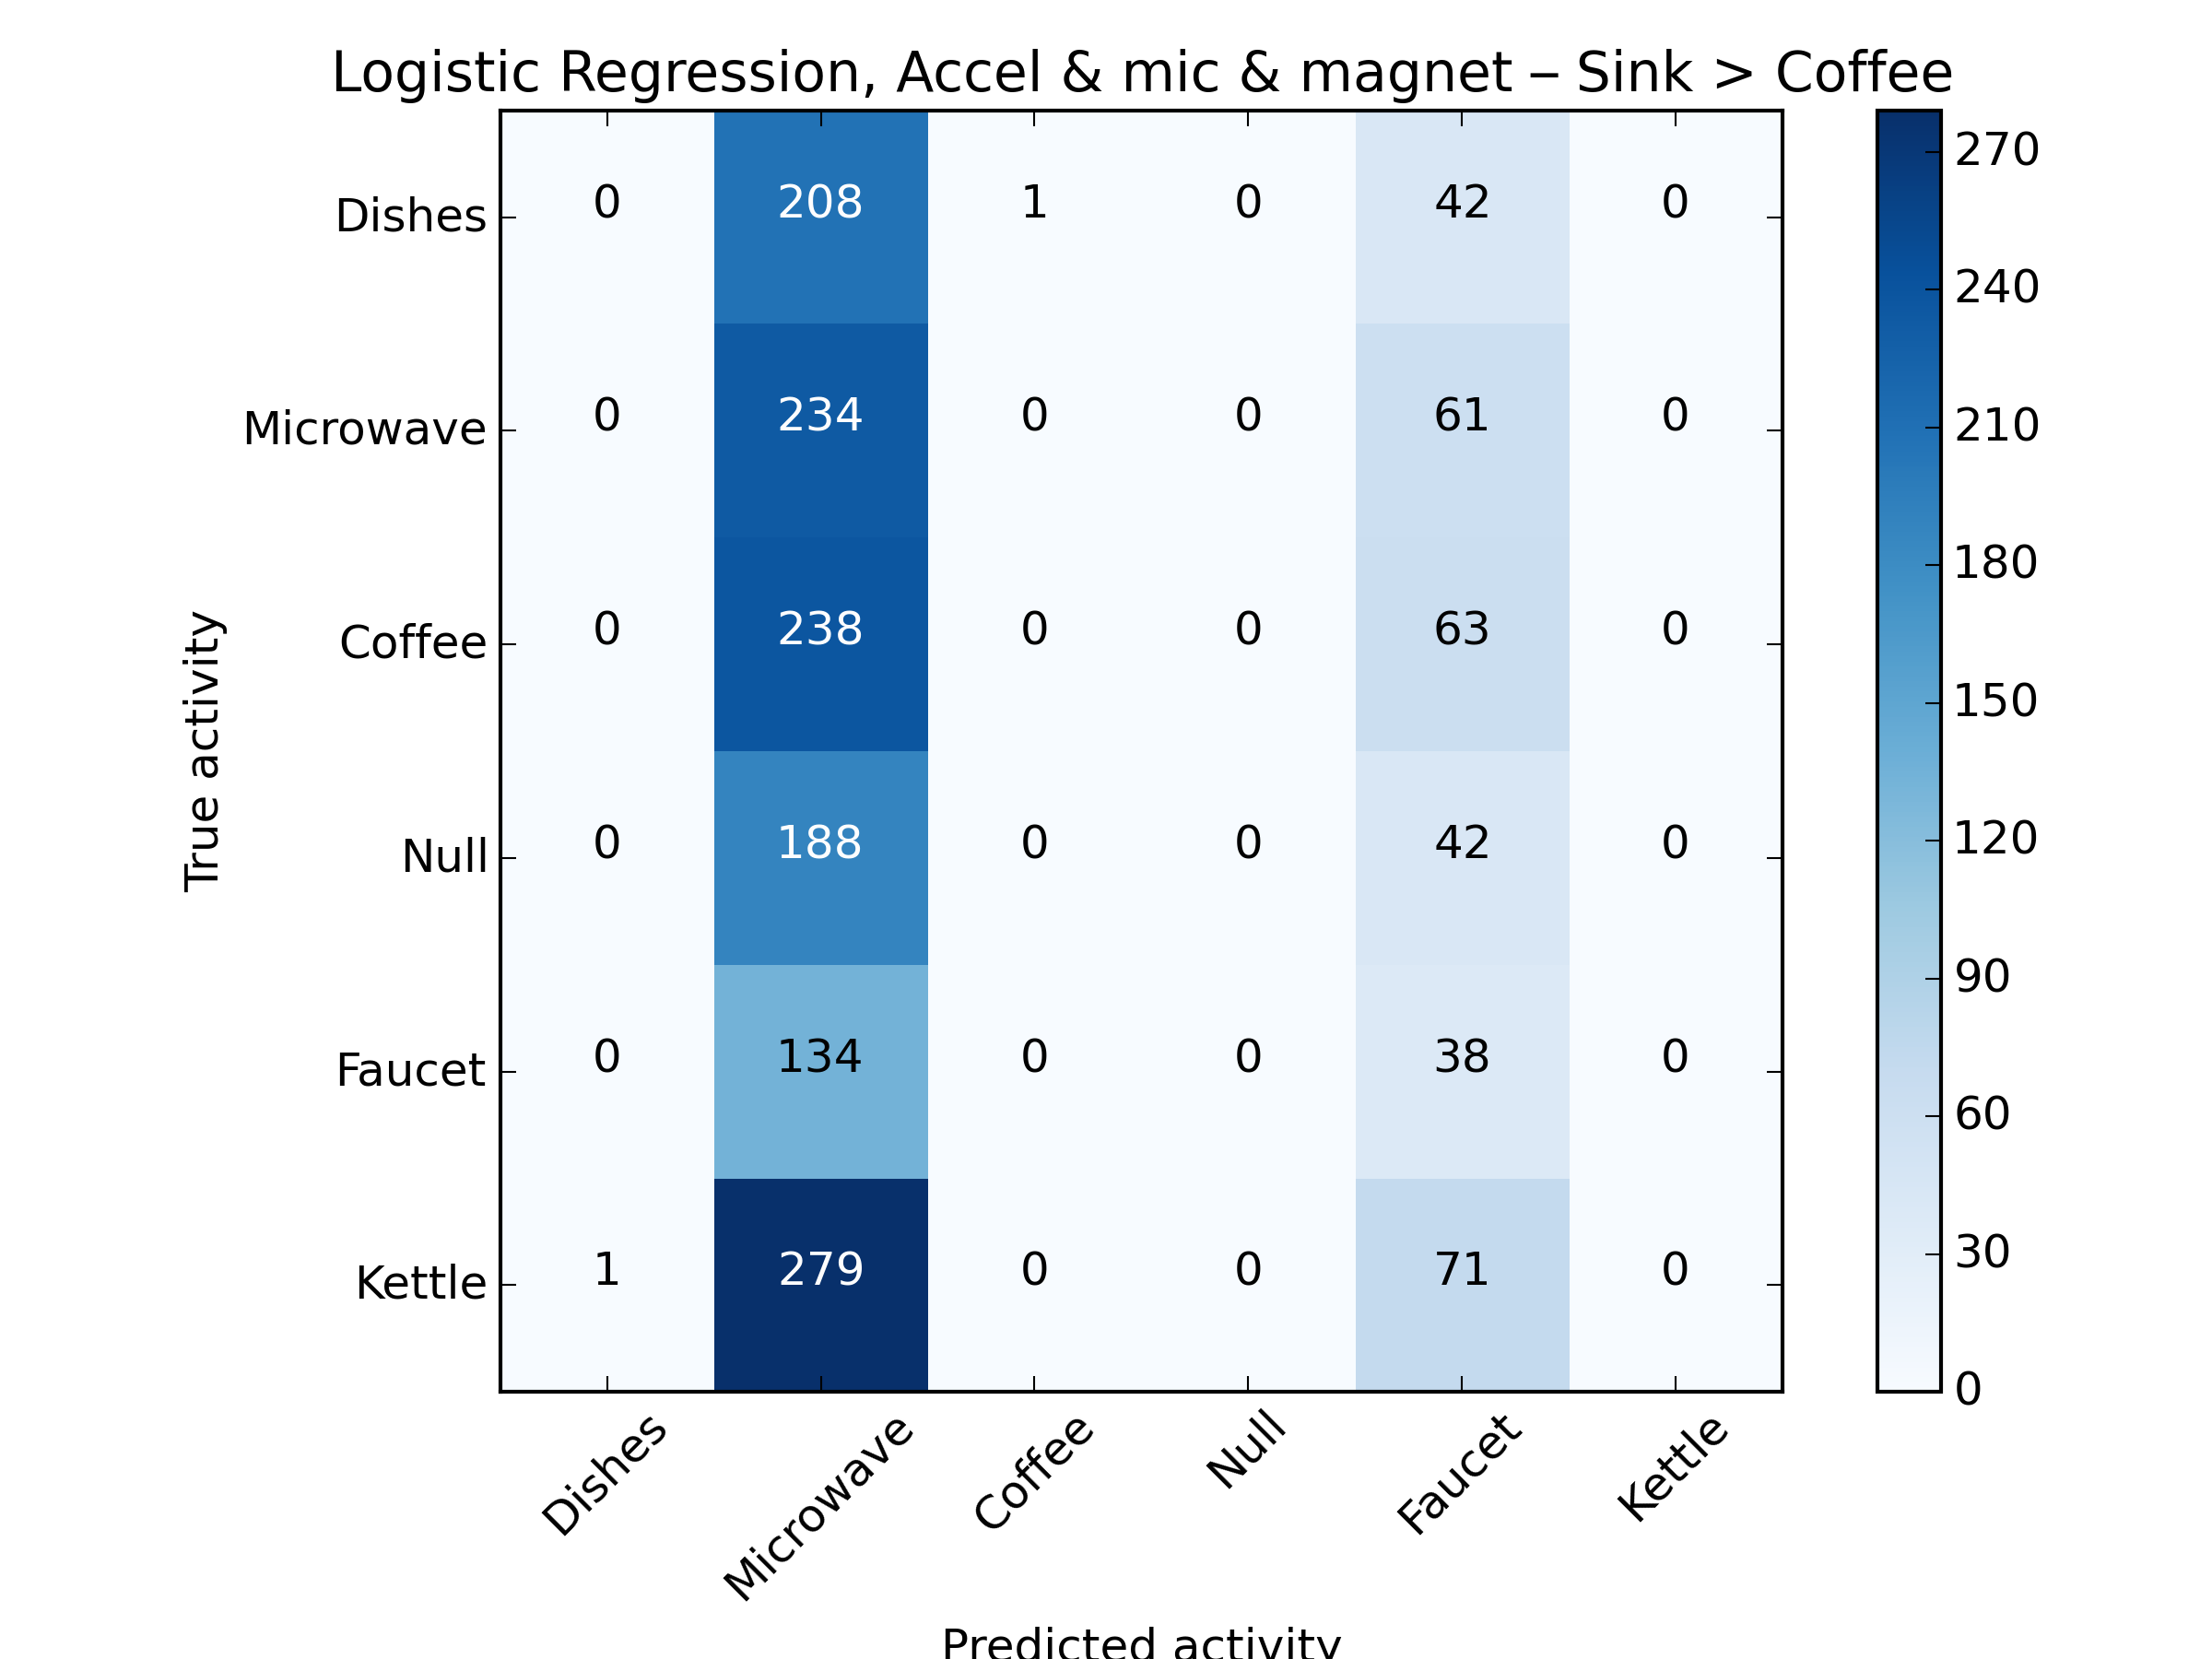 Logistic Regression, Accel & mic & magnet – Sink > Coffee
True activity
Dishes 0 208 1 0 42 0
Microwave 0 234 0 0 61 0
Coffee 0 238 0 0 63 0
Null 0 188 0 0 42 0
Faucet 0 134 0 0 38 0
Kettle 1 279 0 0 71 0
Dishes Microwave Coffee Null Faucet Kettle
Predicted activity
270
240
210
180
150
120
90
60
30
0